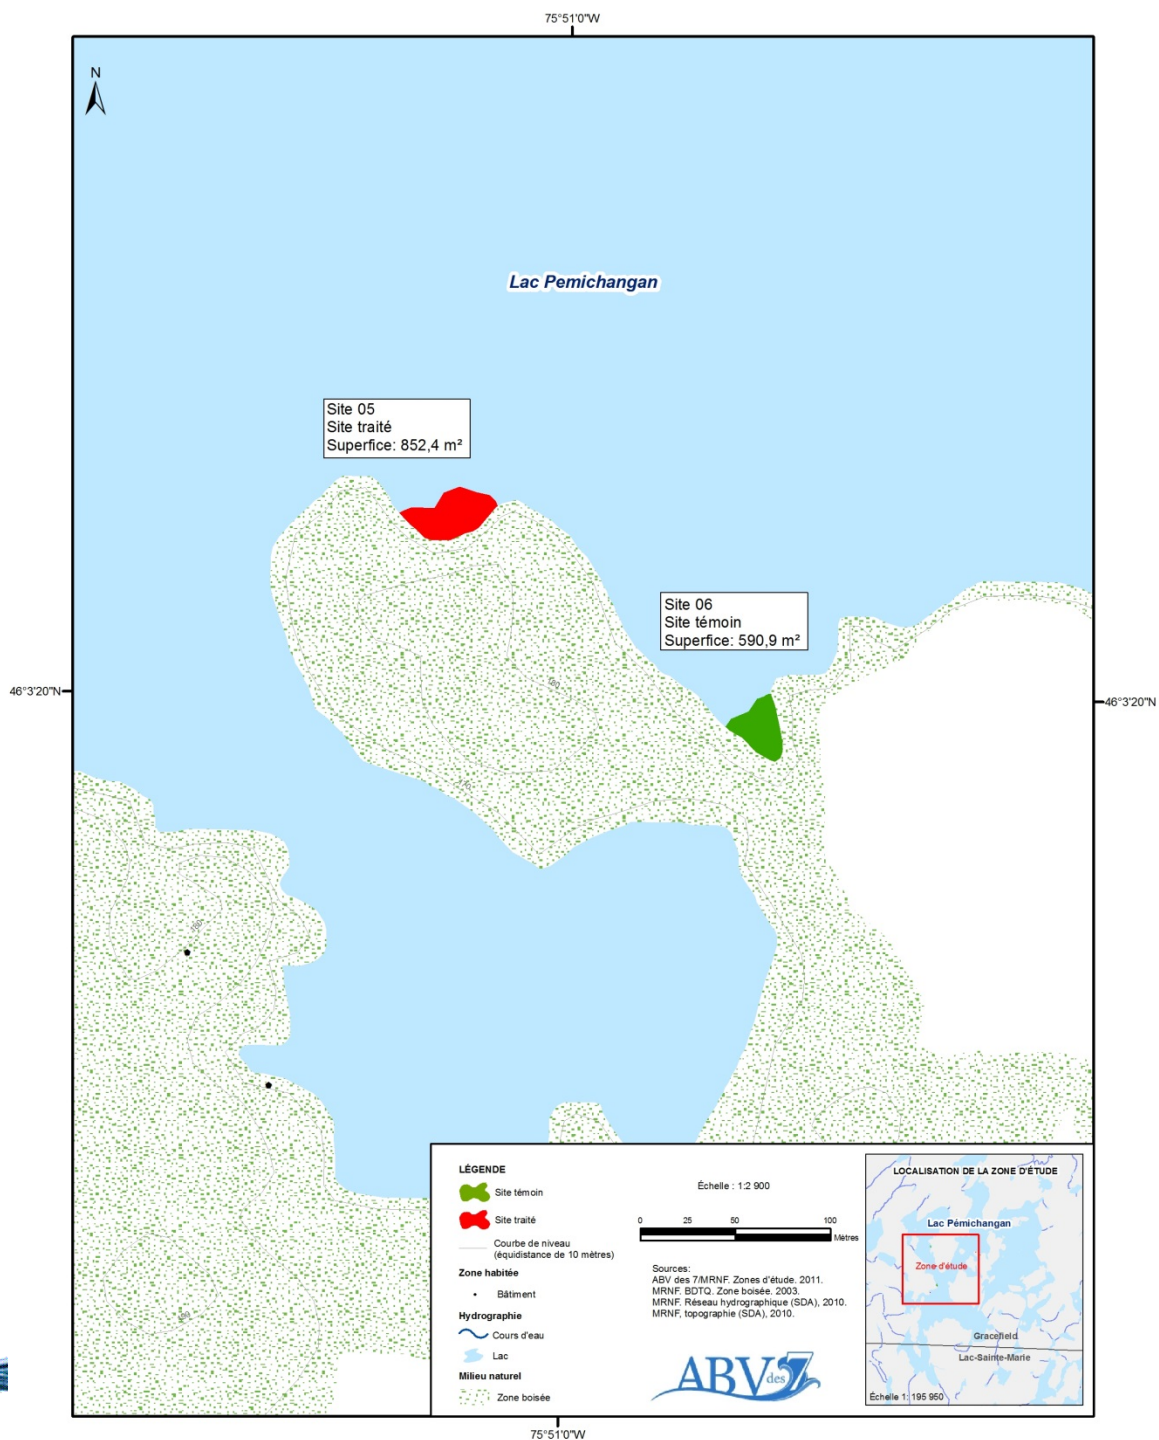 75°51'0"W
N
Lac Pemichangan
Site 05
Site traité
Superfice: 852,4 m²
Site 06
Site témoin
Superfice: 590,9 m²
46°3'20"N
46°3'20"N
180
170
180
190
LÉGENDE
Site témoin
Site traité
Courbe de niveau
(équidistance de 10 mètres)
Zone habitée
Bâtiment
Hydrographie
Cours d'eau
Lac
Milieu naturel
Zone boisée
Échelle : 1:2 900
0 25 50 100
Mètres
Sources:
ABV des 7/MRNF. Zones d'étude. 2011.
MRNF. BDTQ. Zone boisée. 2003.
MRNF. Réseau hydrographique (SDA), 2010.
MRNF, topographie (SDA), 2010.
ABV des 7
LOCALISATION DE LA ZONE D'ÉTUDE
Lac Pémichangan
Zone d'étude
Gracefield
Lac-Sainte-Marie
Échelle 1: 195 950
75°51'0"W